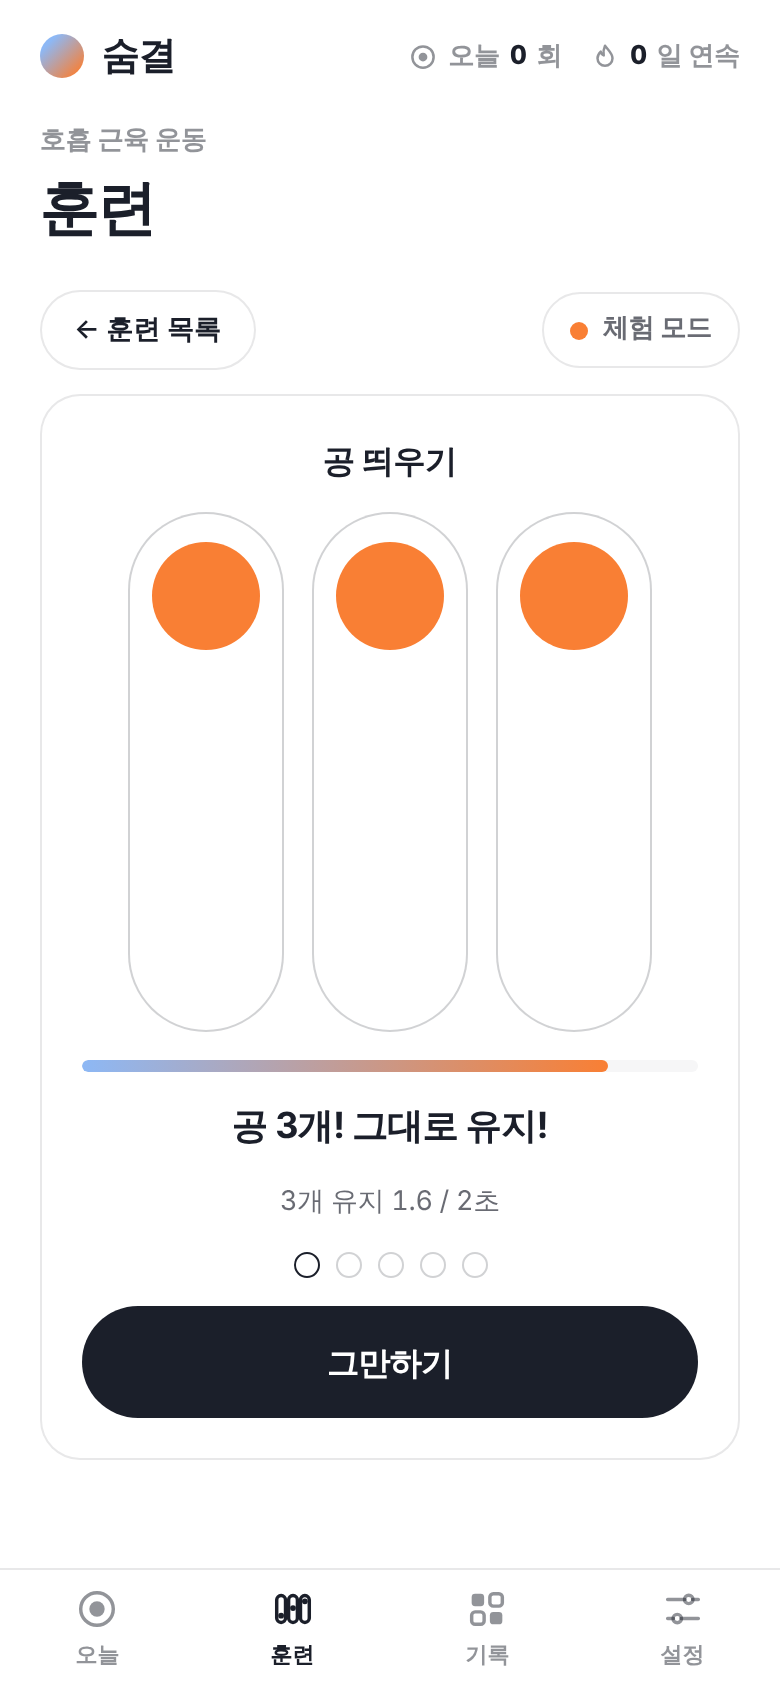 숨결
오늘 0 회 0 일 연속
호흡 근육 운동
훈련
← 훈련 목록
체험 모드
공 띄우기
공 3개! 그대로 유지!
3개 유지 1.6 / 2초
그만하기
오늘 훈련 기록 설정